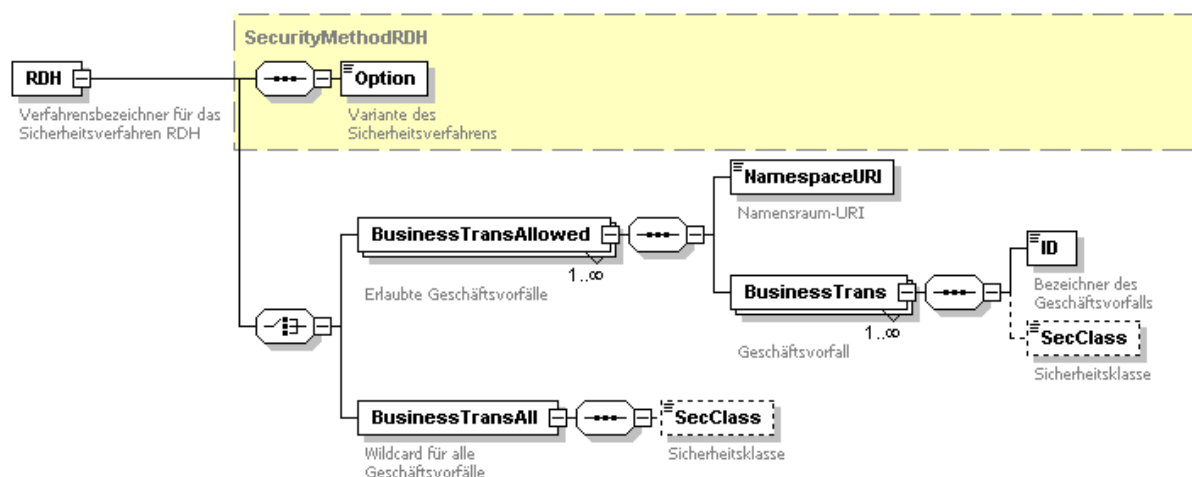 SecurityMethodRDH
RDH
Verfahrensbezeichner für das
Sicherheitsverfahren RDH
Option
Variante des
Sicherheitsverfahrens
BusinessTransAllowed
1..∞
Erlaubte Geschäftsvorfälle
NamespaceURI
Namensraum-URI
BusinessTrans
1..∞
Geschäftsvorfall
ID
Bezeichner des
Geschäftsvorfalls
SecClass
Sicherheitsklasse
BusinessTransAll
Wildcard für alle
Geschäftsvorfälle
SecClass
Sicherheitsklasse